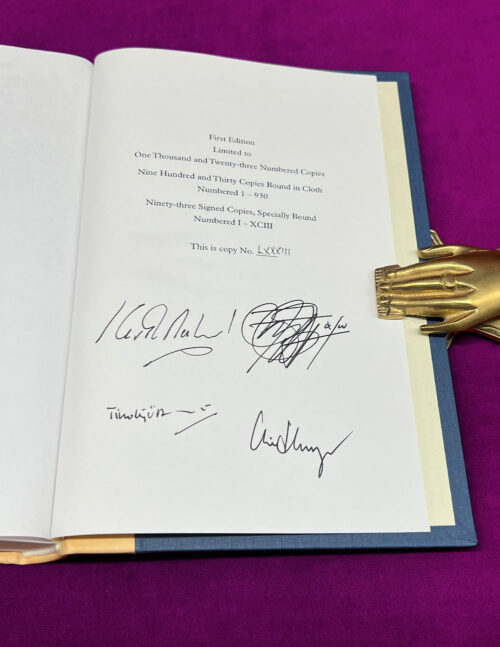 First Edition
Limited to
One Thousand and Twenty-three Numbered Copies
Nine Hundred and Thirty Copies Bound in Cloth
Numbered 1 – 930
Ninety-three Signed Copies, Specially Bound
Numbered I – XCIII
This is copy No. LXXXIII